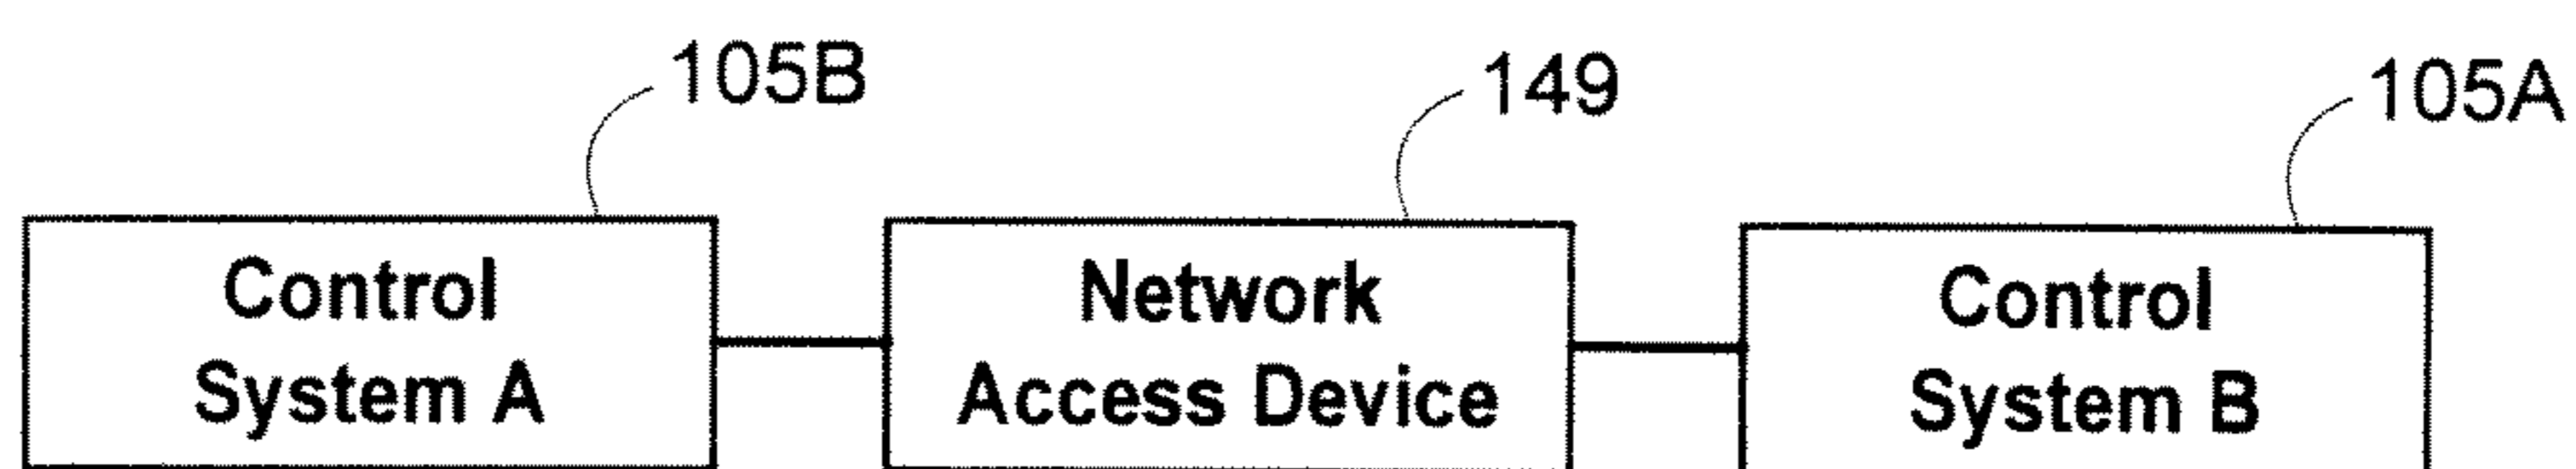 105B
149
105A
Control
System A
Network
Access Device
Control
System B